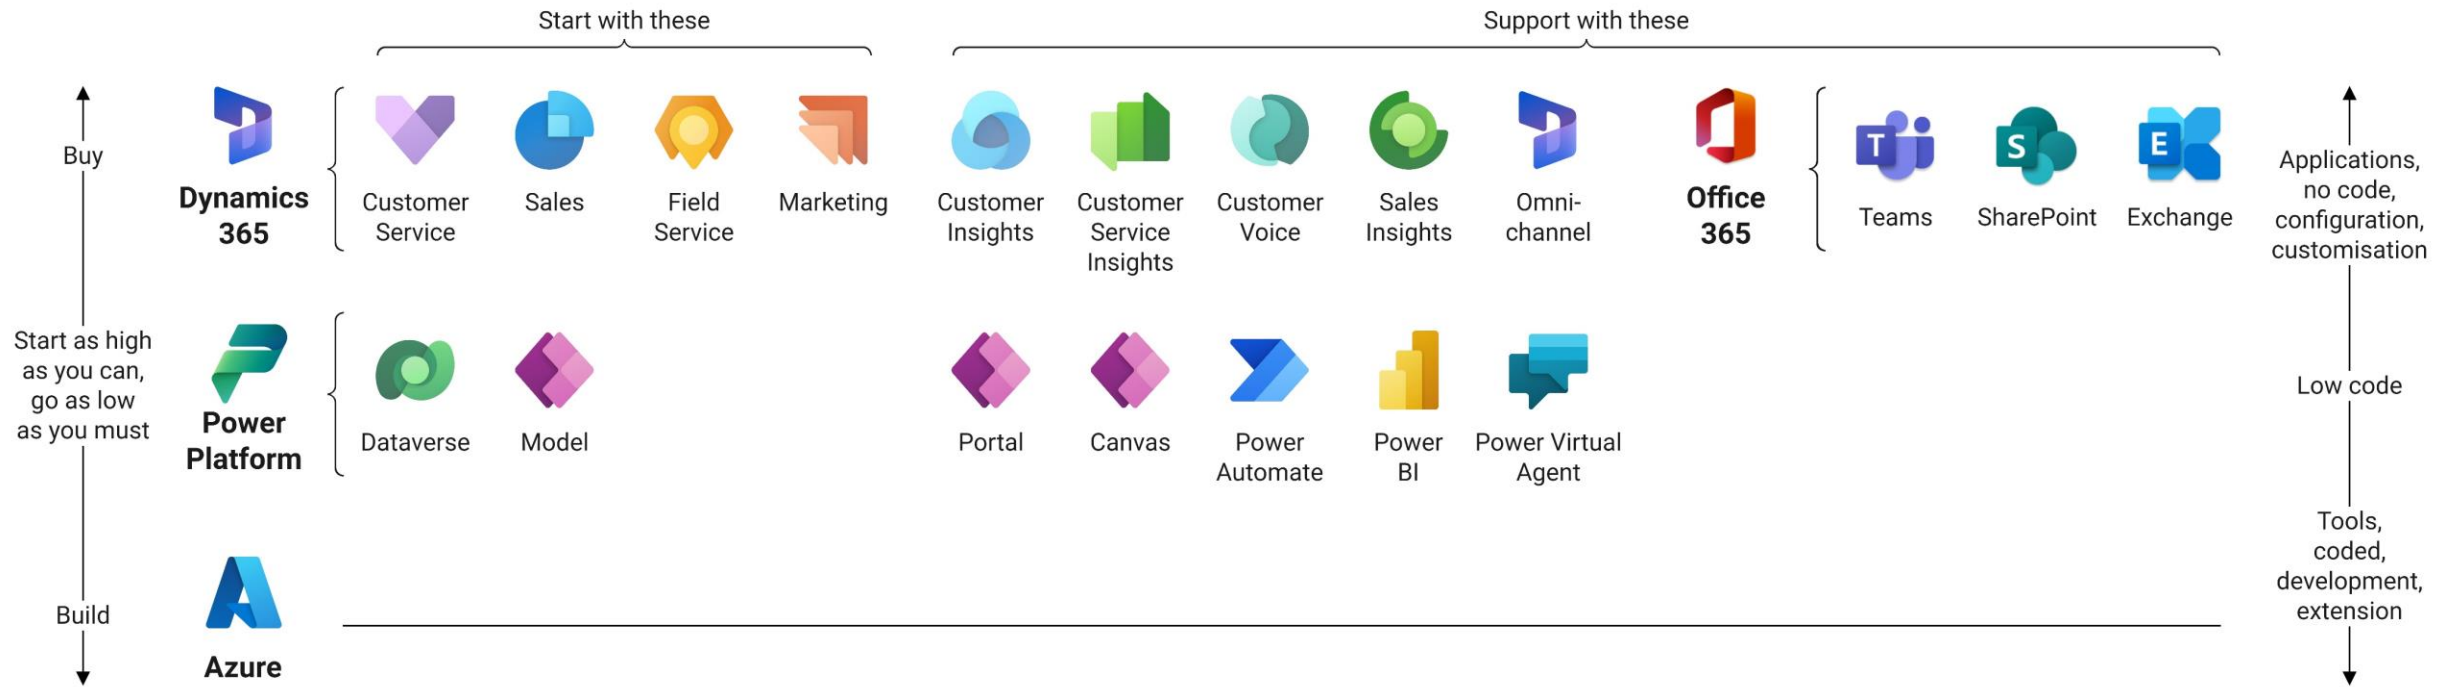 Start with these
Support with these
Buy
Start as high
as you can,
go as low
as you must
Build
Dynamics
365
Customer
Service
Sales
Field
Service
Marketing
Customer
Insights
Customer
Service
Insights
Customer
Voice
Sales
Insights
Omni-
channel
Office
365
T
Teams
S
SharePoint
E
Exchange
Applications,
no code,
configuration,
customisation
Power
Platform
Dataverse
Model
Portal
Canvas
Power
Automate
Power
BI
Power Virtual
Agent
Low code
Azure
Tools,
coded,
development,
extension